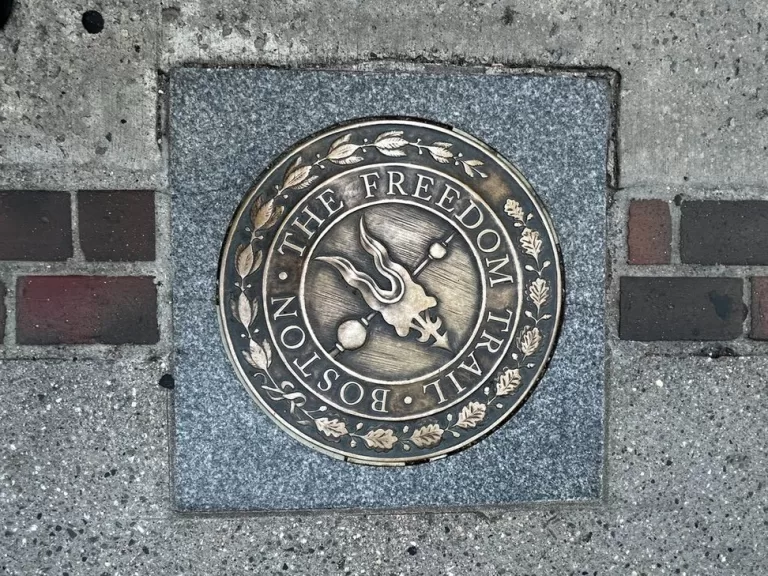 THE FREEDOM TRAIL · BOSTON ·